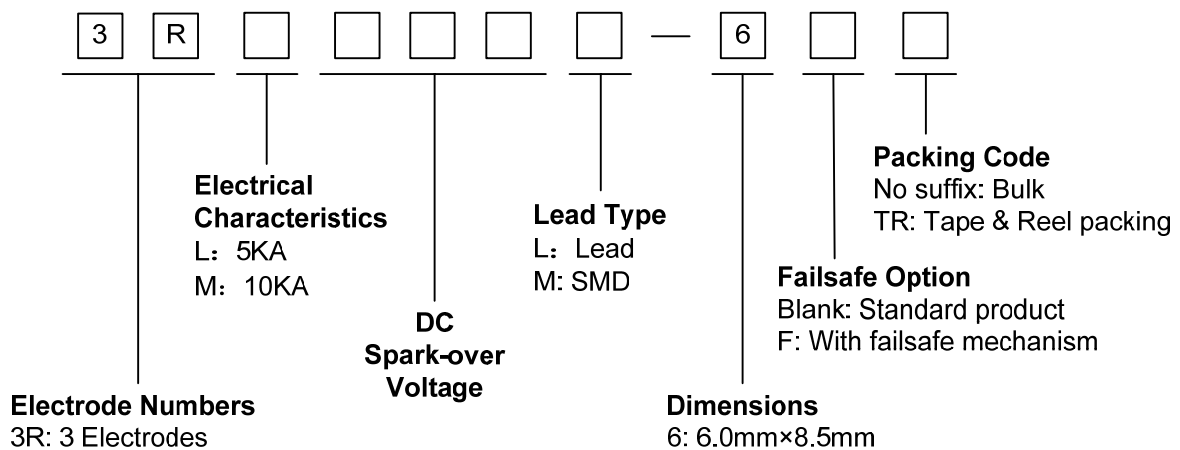 3 R — 6
Packing Code
No suffix: Bulk
TR: Tape & Reel packing
Electrical
Characteristics
L：5KA
M：10KA
Lead Type
L：Lead
M: SMD
Failsafe Option
Blank: Standard product
F: With failsafe mechanism
DC
Spark-over
Voltage
Electrode Numbers
3R: 3 Electrodes
Dimensions
6: 6.0mm×8.5mm